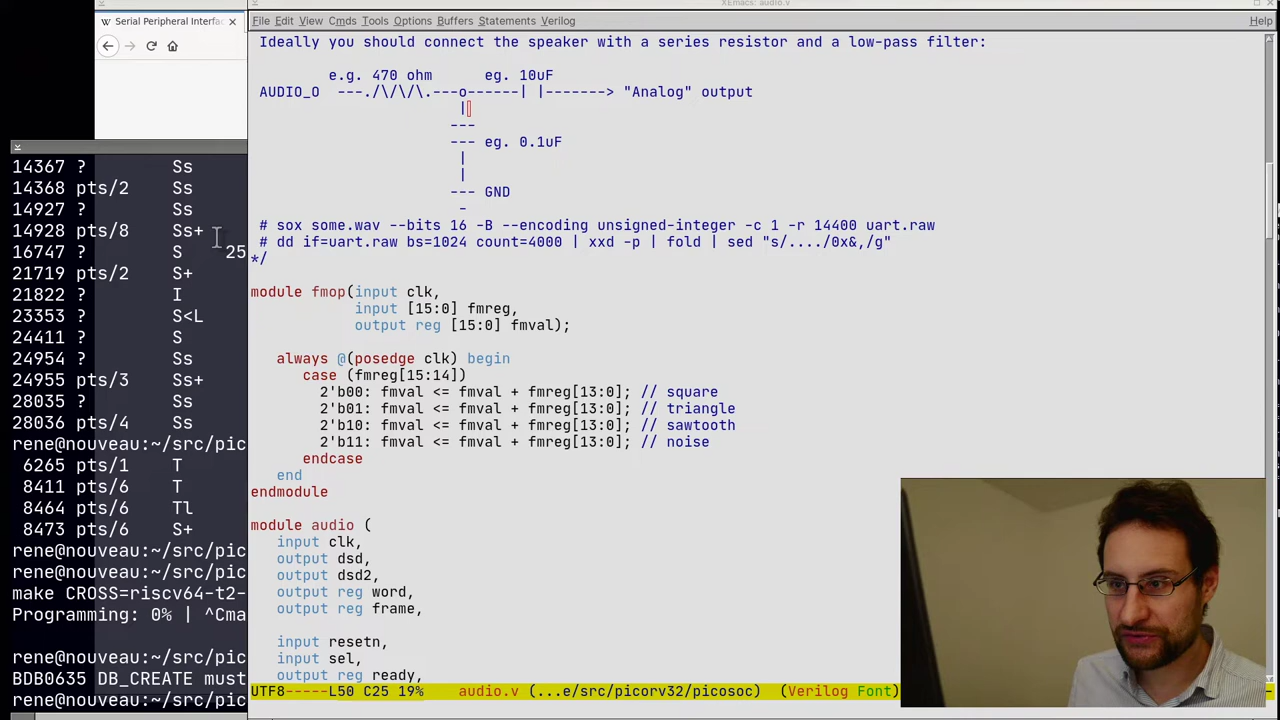 XEmacs: audio.v
W Serial Peripheral Interfa
File Edit View Cmds Tools Options Buffers Statements Verilog Help
Ideally you should connect the speaker with a series resistor and a low-pass filter:
e.g. 470 ohm eg. 10uF
AUDIO_O ---./\/\/\.---o------| |-------> "Analog" output
|
---
--- eg. 0.1uF
|
|
--- GND
-
# sox some.wav --bits 16 -B --encoding unsigned-integer -c 1 -r 14400 uart.raw
# dd if=uart.raw bs=1024 count=4000 | xxd -p | fold | sed "s/..../0x&,/g"
*/
module fmop(input clk,
input [15:0] fmreg,
output reg [15:0] fmval);
always @(posedge clk) begin
case (fmreg[15:14])
2'b00: fmval <= fmval + fmreg[13:0]; // square
2'b01: fmval <= fmval + fmreg[13:0]; // triangle
2'b10: fmval <= fmval + fmreg[13:0]; // sawtooth
2'b11: fmval <= fmval + fmreg[13:0]; // noise
endcase
end
endmodule
module audio (
input clk,
output dsd,
output dsd2,
output reg word,
output reg frame,
input resetn,
input sel,
output reg ready,
UTF8-----L50 C25 19% audio.v (...e/src/picorv32/picosoc) (Verilog Font)
14367 ? Ss
14368 pts/2 Ss
14927 ? Ss
14928 pts/8 Ss+
16747 ? S 25
21719 pts/2 S+
21822 ? I
23353 ? S<L
24411 ? S
24954 ? Ss
24955 pts/3 Ss+
28035 ? Ss
28036 pts/4 Ss
rene@nouveau:~/src/pic
6265 pts/1 T
8411 pts/6 T
8464 pts/6 Tl
8473 pts/6 S+
rene@nouveau:~/src/pic
rene@nouveau:~/src/pic
make CROSS=riscv64-t2-
Programming: 0% | ^Cma
rene@nouveau:~/src/pic
BDB0635 DB_CREATE must
rene@nouveau:~/src/pic